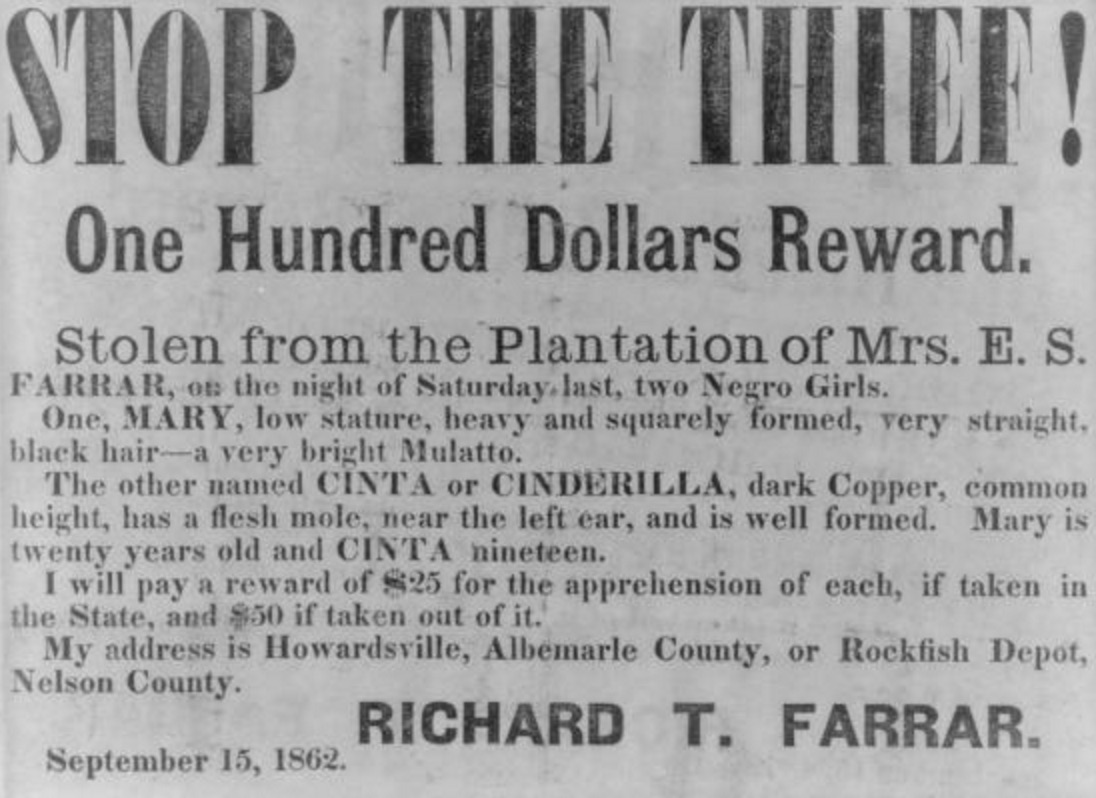 STOP THE THIEF!
One Hundred Dollars Reward.
Stolen from the Plantation of Mrs. E. S.
FARRAR, on the night of Saturday last, two Negro Girls.
One, MARY, low stature, heavy and squarely formed, very straight,
black hair—a very bright Mulatto.
The other named CINTA or CINDERILLA, dark Copper, common
height, has a flesh mole, near the left ear, and is well formed. Mary is
twenty years old and CINTA nineteen.
I will pay a reward of $25 for the apprehension of each, if taken in
the State, and $50 if taken out of it.
My address is Howardsville, Albemarle County, or Rockfish Depot,
Nelson County.
RICHARD T. FARRAR.
September 15, 1862.